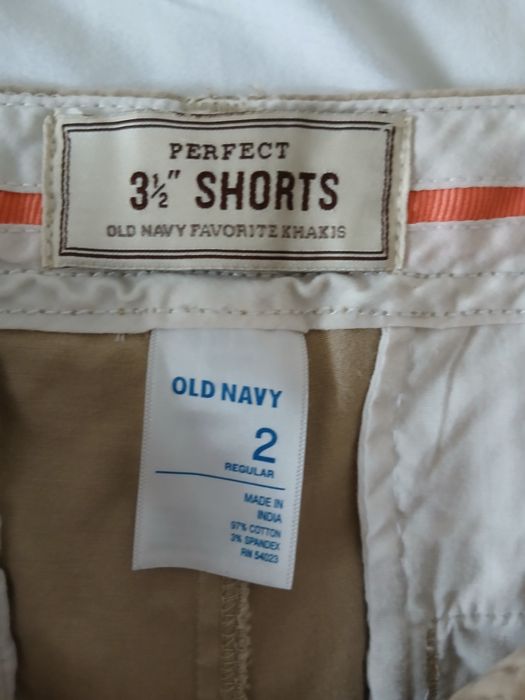 PERFECT
3½" SHORTS
OLD NAVY FAVORITE KHAKIS
OLD NAVY
2
REGULAR
MADE IN
INDIA
97% COTTON
3% SPANDEX
RN 54023